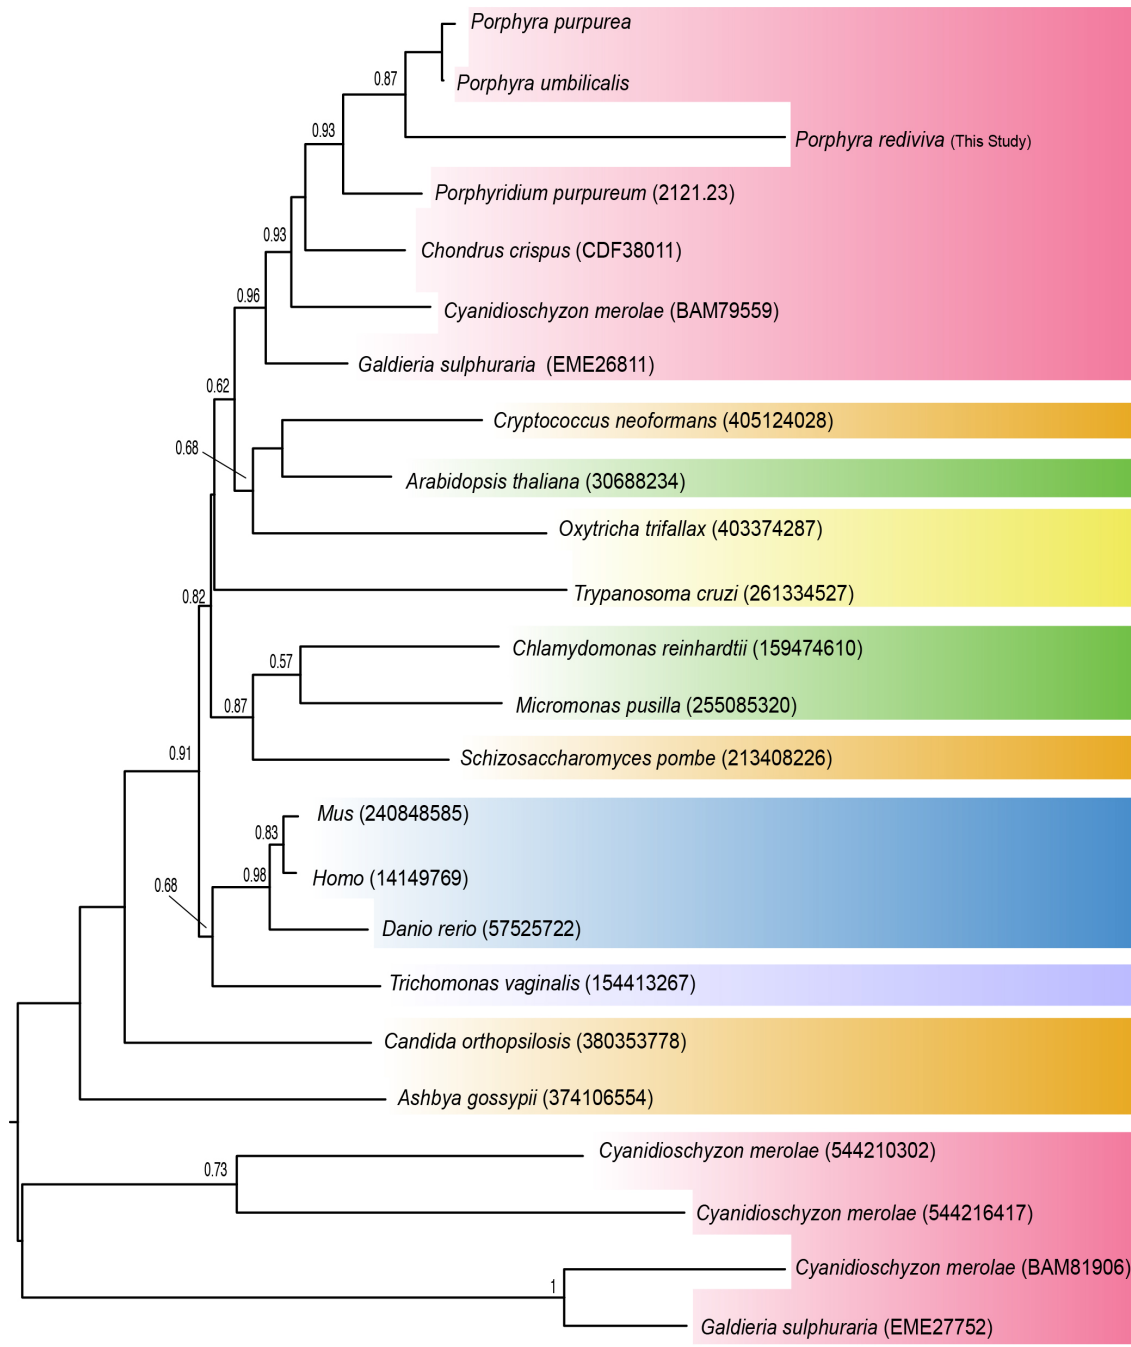 Porphyra purpurea
0.87
Porphyra umbilicalis
0.93
Porphyra rediviva (This Study)
Porphyridium purpureum (2121.23)
0.93
Chondrus crispus (CDF38011)
0.96
Cyanidioschyzon merolae (BAM79559)
Galdieria sulphuraria (EME26811)
0.62
Cryptococcus neoformans (405124028)
0.68
Arabidopsis thaliana (30688234)
Oxytricha trifallax (403374287)
0.82
Trypanosoma cruzi (261334527)
Chlamydomonas reinhardtii (159474610)
0.57
0.87
Micromonas pusilla (255085320)
0.91
Schizosaccharomyces pombe (213408226)
Mus (240848585)
0.83
0.98
Homo (14149769)
0.68
Danio rerio (57525722)
Trichomonas vaginalis (154413267)
Candida orthopsilosis (380353778)
Ashbya gossypii (374106554)
Cyanidioschyzon merolae (544210302)
0.73
Cyanidioschyzon merolae (544216417)
Cyanidioschyzon merolae (BAM81906)
1
Galdieria sulphuraria (EME27752)